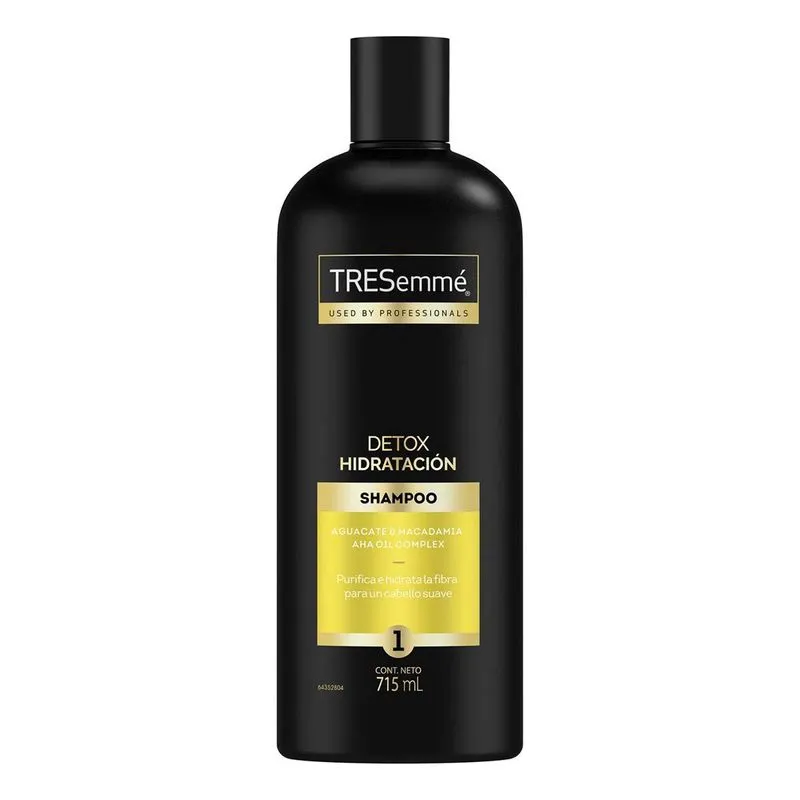 TRESemmé®
USED BY PROFESSIONALS
DETOX
HIDRATACIÓN
SHAMPOO
AGUACATE & MACADAMIA
AHA OIL COMPLEX
Purifica e hidrata la fibra
para un cabello suave
1
CONT. NETO
715 mL
64352804